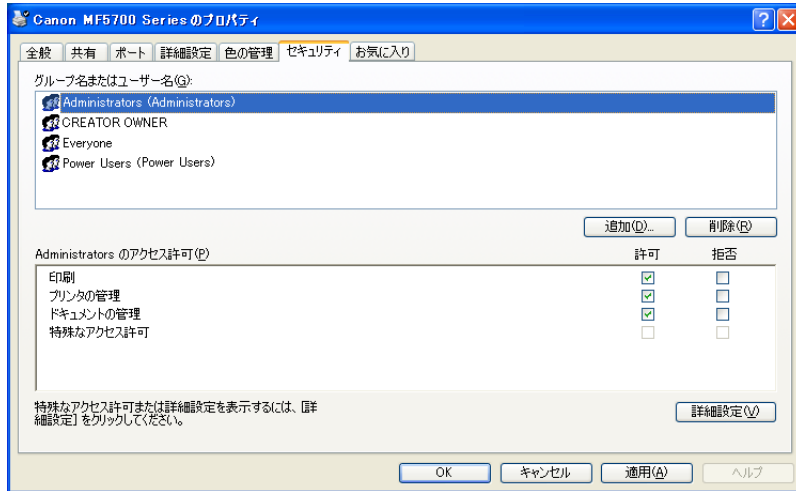 Canon MF5700 Series のプロパティ
全般 共有 ポート 詳細設定 色の管理 セキュリティ お気に入り
グループ名またはユーザー名(G):
Administrators (Administrators)
CREATOR OWNER
Everyone
Power Users (Power Users)
追加(D)... 削除(R)
Administrators のアクセス許可(P) 許可 拒否
印刷
プリンタの管理
ドキュメントの管理
特殊なアクセス許可
特殊なアクセス許可または詳細設定を表示するには、[詳
細設定] をクリックしてください。
詳細設定(V)
OK キャンセル 適用(A) ヘルプ